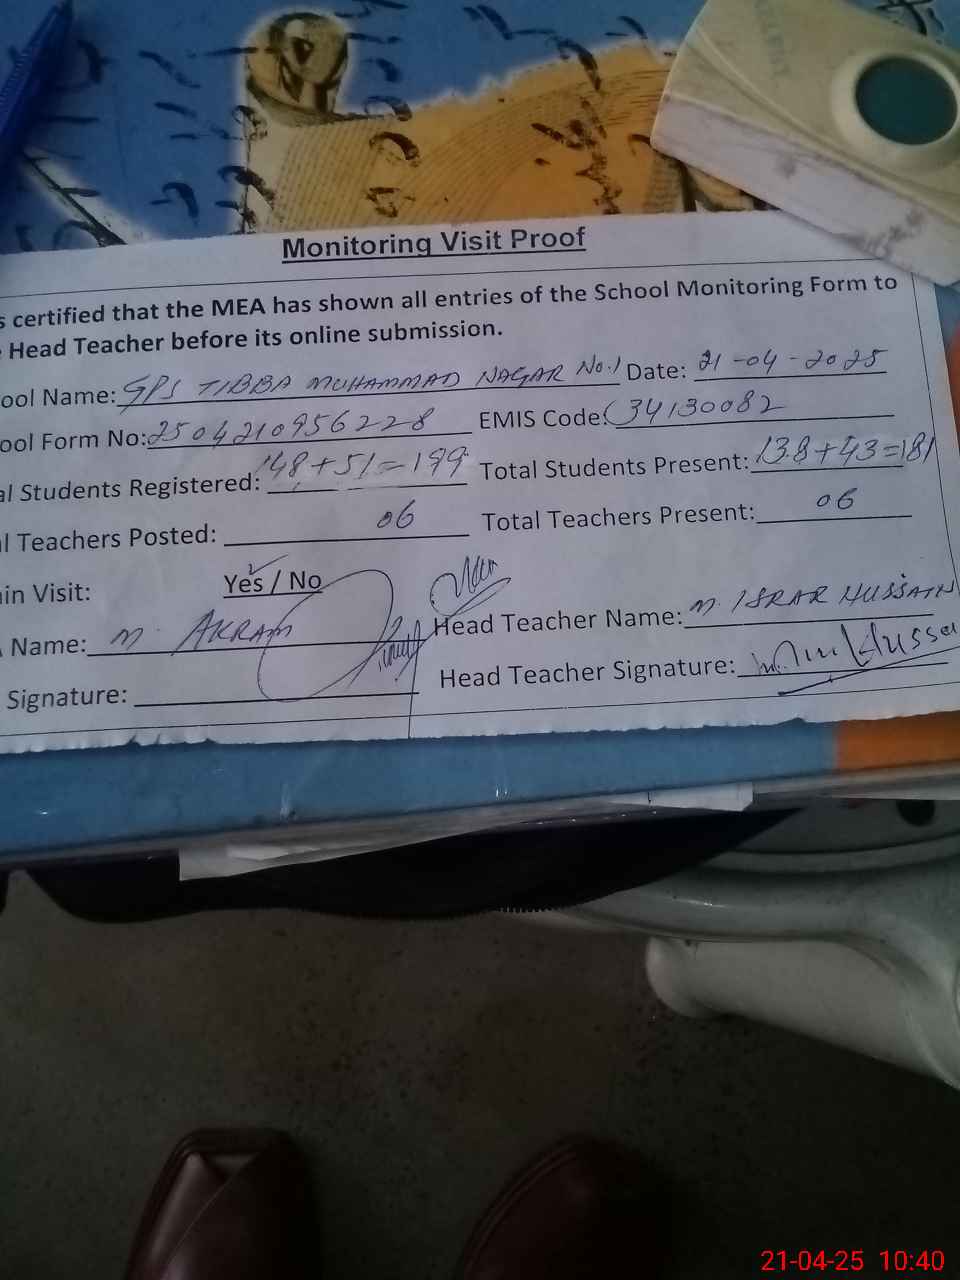 Monitoring Visit Proof
s certified that the MEA has shown all entries of the School Monitoring Form to
Head Teacher before its online submission.
ool Name: GPS TIBBA MUHAMMAD NAGAR No.1 Date: 21-04-2025
ool Form No: 2504210956228 EMIS Code: 34130082
al Students Registered: 148+51=199 Total Students Present: 138+43=181
l Teachers Posted: 06 Total Teachers Present: 06
in Visit: Yes / No
Name: M. AKRAM Head Teacher Name: M. ISRAR HUSSAIN
Signature: Head Teacher Signature:
21-04-25 10:40